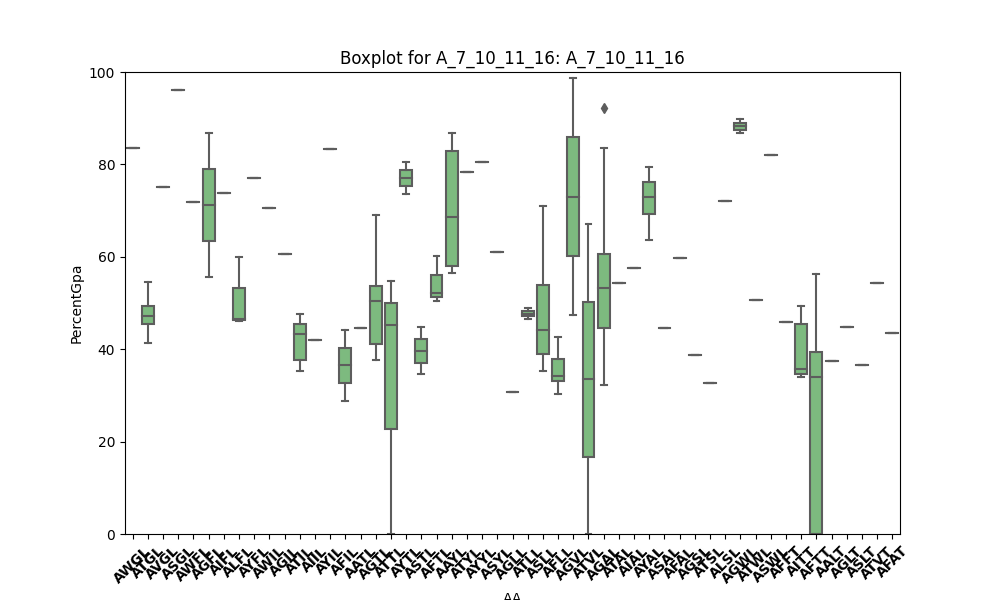 Boxplot for A_7_10_11_16: A_7_10_11_16
PercentGpa
100
80
60
40
20
0
AWGL
AIGL
AVGL
ASGL
AWFL
AGFL
AIFL
ALFL
AYFL
AWIL
AGIL
ATIL
AIIL
AYIL
AFIL
AATL
AGTL
ATTL
AYTL
ASTL
AFTL
AAYL
ATYL
AYYL
ASYL
AGLL
ATLL
ASLL
AFLL
AGVL
ATVL
AGAL
ATAL
AIAL
AYAL
ASAL
AFAL
AGSL
ATSL
ALSL
AGWL
ATWL
ASWL
AFFT
AITT
AFTT
AALT
AGLT
ASLT
ATVT
AFAT
AA